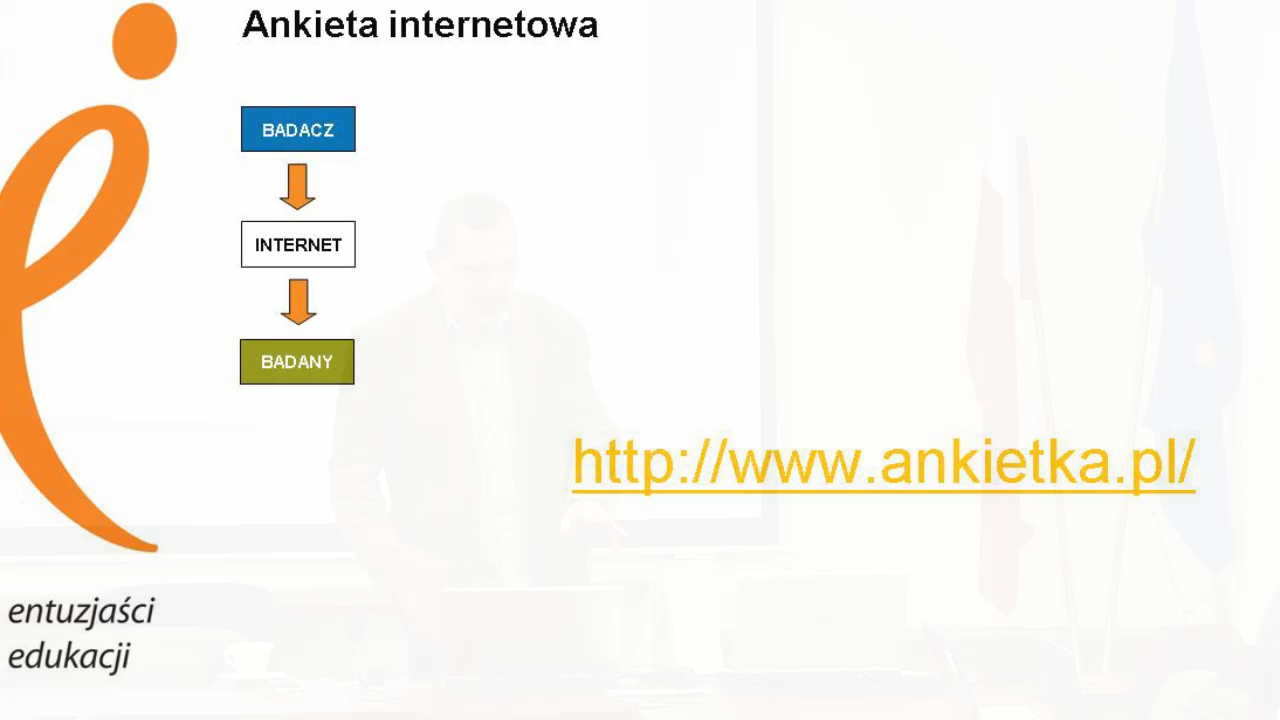 Ankieta internetowa
BADACZ
INTERNET
BADANY
http://www.ankietka.pl/
entuzjaści
edukacji